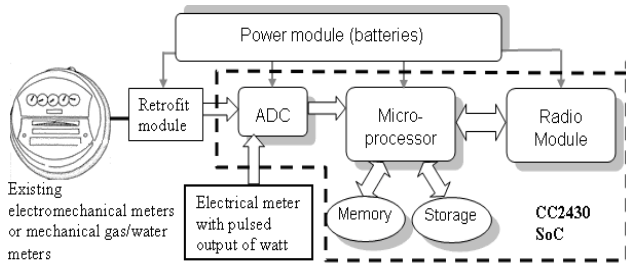 Power module (batteries)
Retrofit
module
ADC
Micro-
processor
Radio
Module
Existing
electromechanical meters
or mechanical gas/water
meters
Electrical meter
with pulsed
output of watt
Memory
Storage
CC2430
SoC